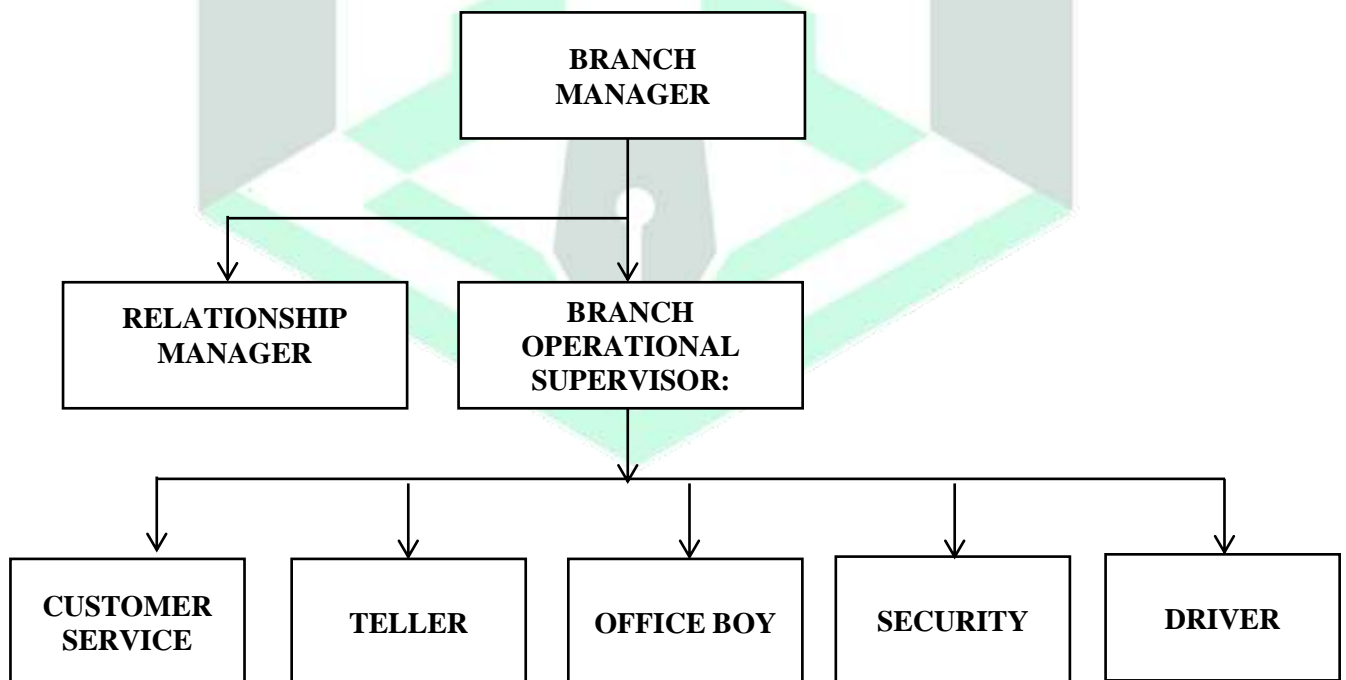 BRANCH
MANAGER
RELATIONSHIP
MANAGER
BRANCH
OPERATIONAL
SUPERVISOR:
CUSTOMER
SERVICE
TELLER
OFFICE BOY
SECURITY
DRIVER